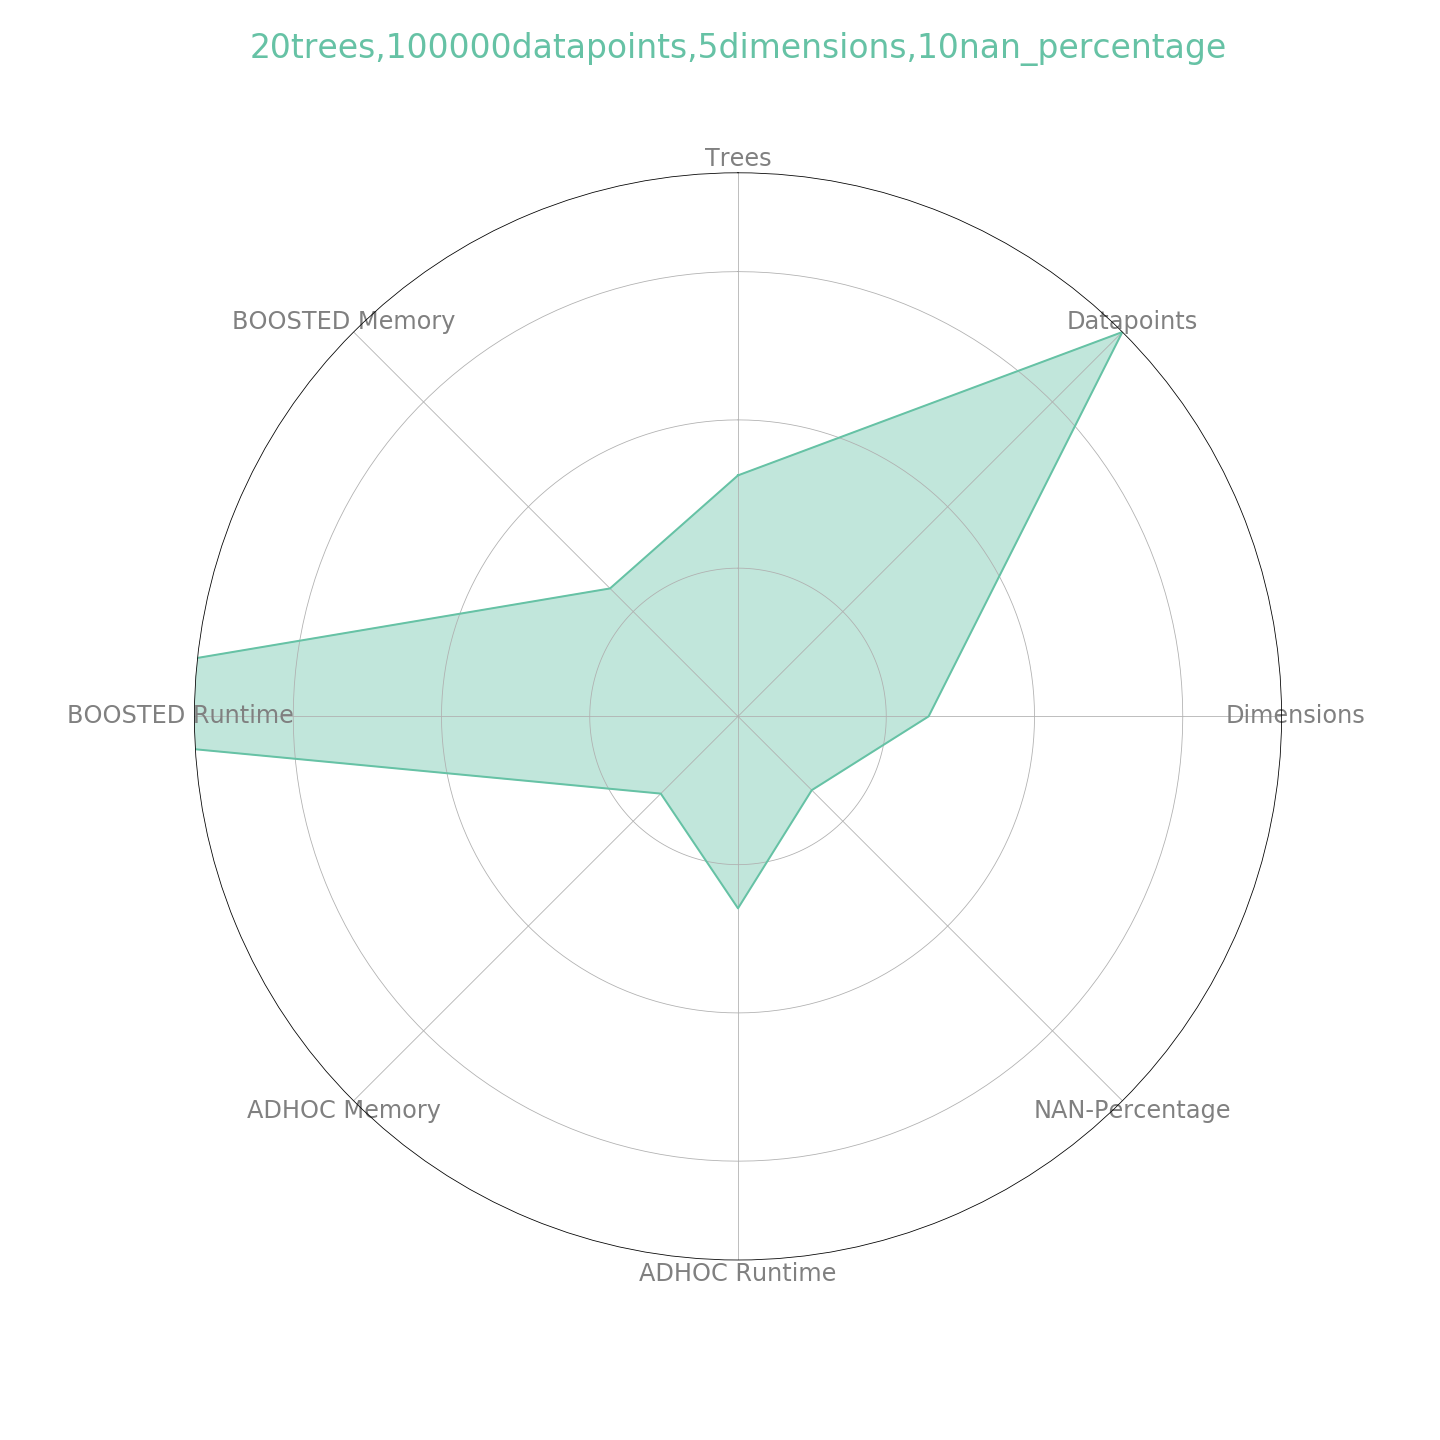 20trees,100000datapoints,5dimensions,10nan_percentage
Trees
BOOSTED Memory
Datapoints
BOOSTED Runtime
Dimensions
ADHOC Memory
NAN-Percentage
ADHOC Runtime